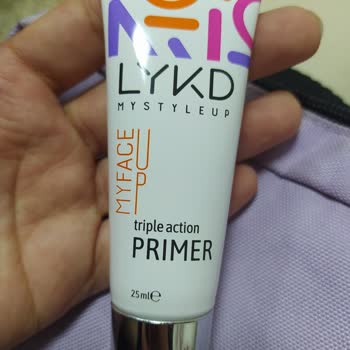 LYKD
MYSTYLEUP
MYFACE
UP
triple action
PRIMER
25ml℮